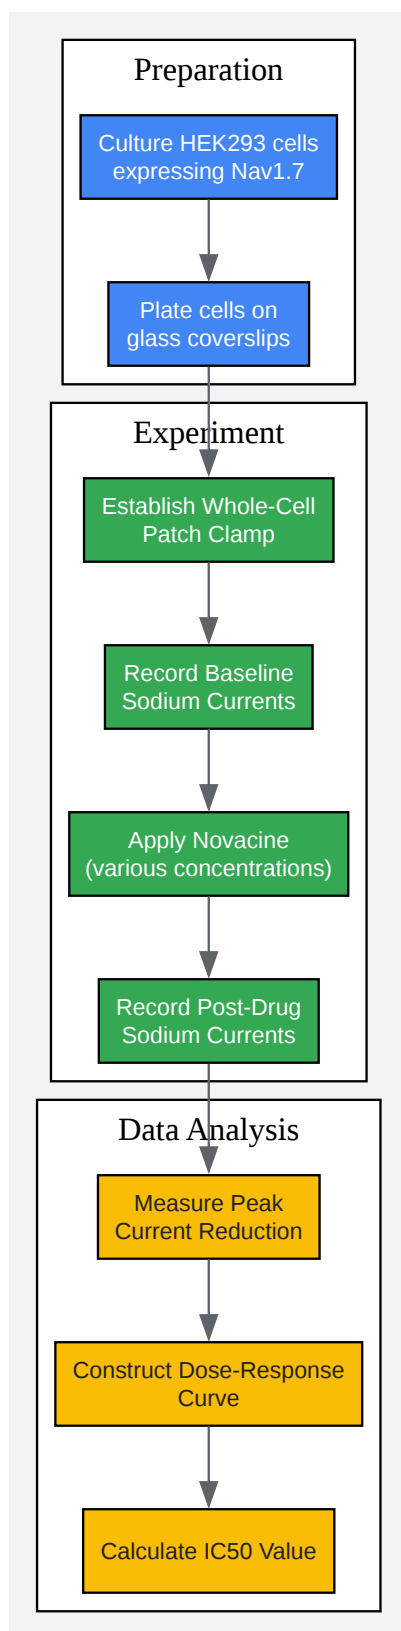 Preparation
Culture HEK293 cells
expressing Nav1.7
Plate cells on
glass coverslips
Experiment
Establish Whole-Cell
Patch Clamp
Record Baseline
Sodium Currents
Apply Novacine
(various concentrations)
Record Post-Drug
Sodium Currents
Data Analysis
Measure Peak
Current Reduction
Construct Dose-Response
Curve
Calculate IC50 Value